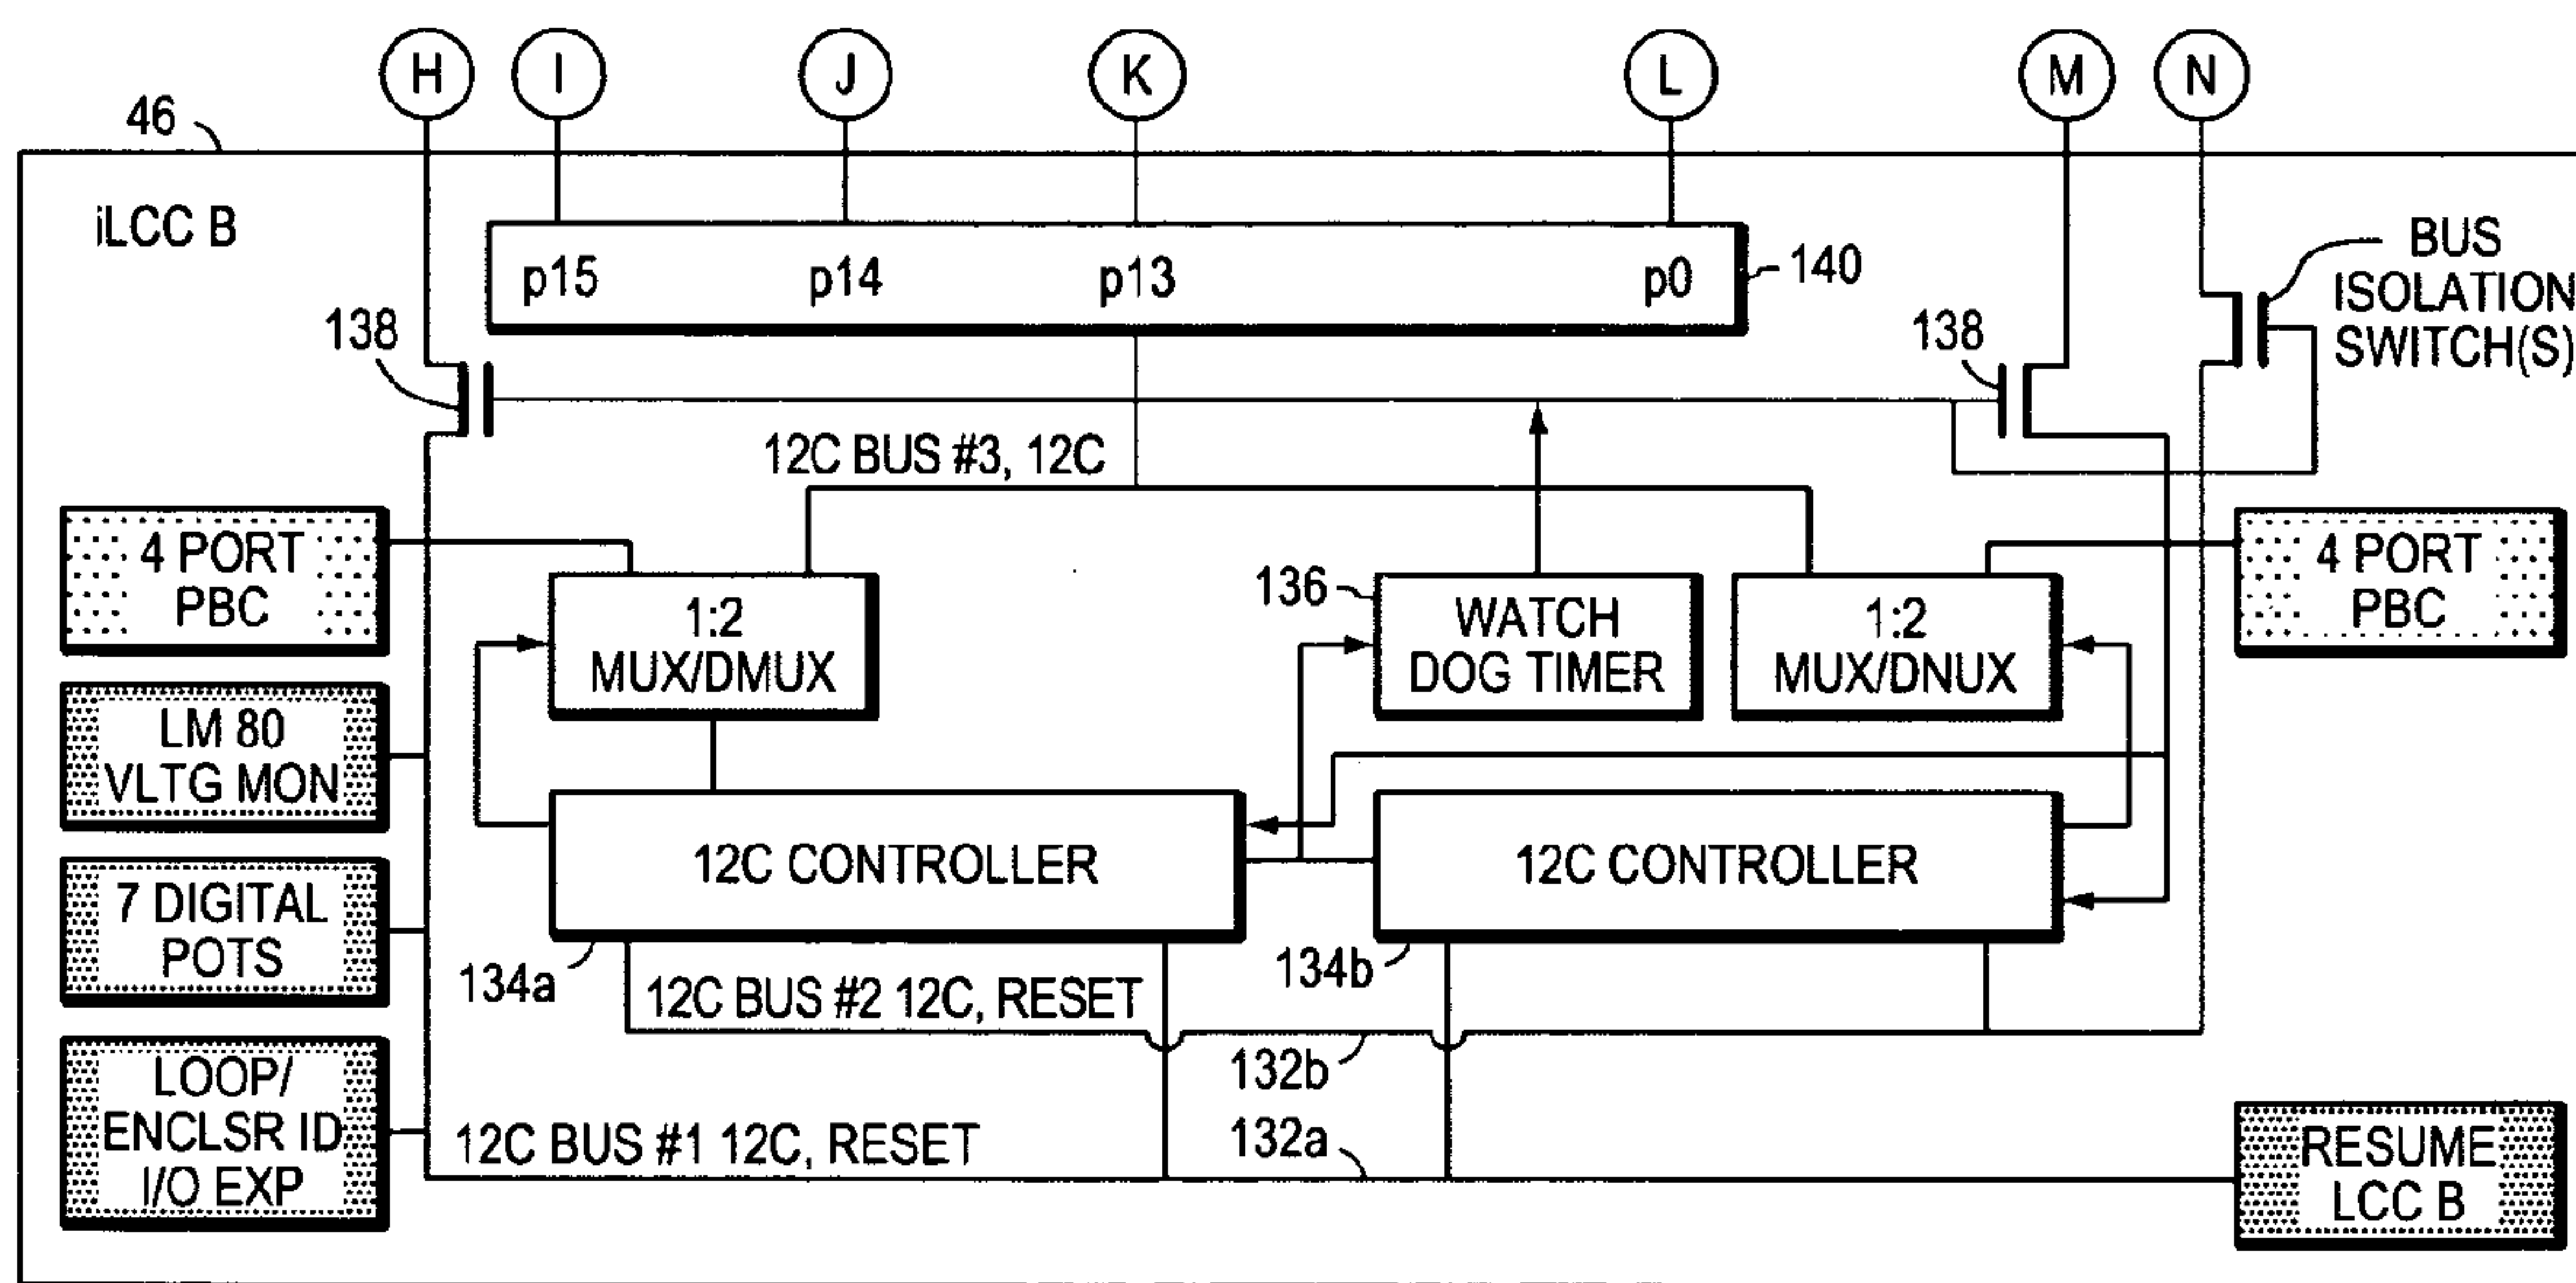 H I J K L M N
46
iLCC B
BUS
ISOLATION
SWITCH(S)
p15 p14 p13 p0
140
138
138
12C BUS #3, 12C
4 PORT
PBC
1:2
MUX/DMUX
136
WATCH
DOG TIMER
1:2
MUX/DNUX
4 PORT
PBC
LM 80
VLTG MON
12C CONTROLLER
12C CONTROLLER
7 DIGITAL
POTS
134a
134b
12C BUS #2 12C, RESET
132b
LOOP/
ENCLSR ID
I/O EXP
12C BUS #1 12C, RESET
132a
RESUME
LCC B